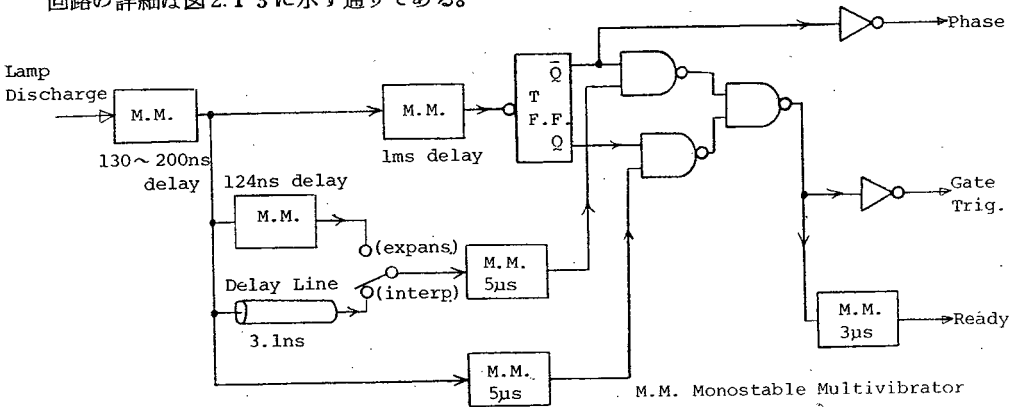 回路の詳細は図2.13に示す通りである。
Phase
Lamp
Discharge
M.M.
130～200ns
delay
M.M.
1ms delay
Q̄
T
F.F.
Q
124ns delay
M.M.
(expans)
(interp)
Delay Line
3.1ns
M.M.
5μs
M.M.
5μs
Gate
Trig.
M.M.
3μs
Ready
M.M. Monostable Multivibrator